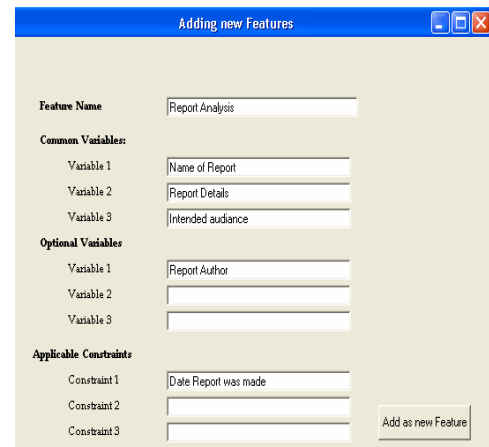 Adding new Features
Feature Name Report Analysis
Common Variables:
Variable 1 Name of Report
Variable 2 Report Details
Variable 3 Intended audiance
Optional Variables
Variable 1 Report Author
Variable 2
Variable 3
Applicable Constraints
Constraint 1 Date Report was made
Constraint 2
Constraint 3
Add as new Feature